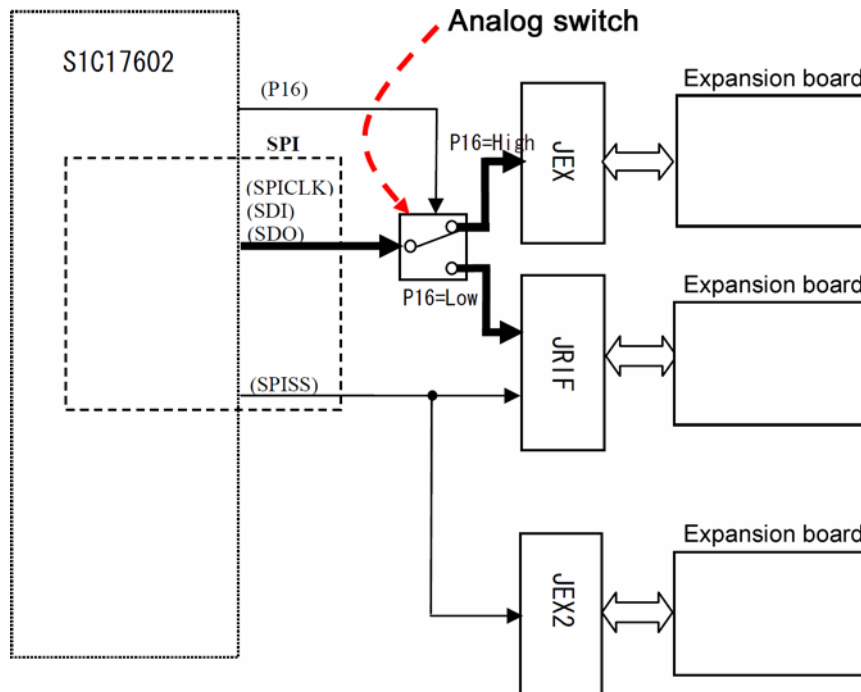 Analog switch
S1C17602
(P16)
Expansion board
SPI
P16=High
JEX
(SPICLK)
(SDI)
(SDO)
P16=Low
Expansion board
JRIF
(SPISS)
Expansion board
JEX2